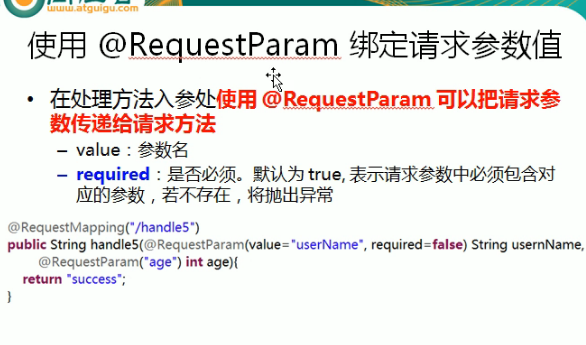 www.atguigu.com
使用 @RequestParam 绑定请求参数值
• 在处理方法入参处使用 @RequestParam 可以把请求参
数传递给请求方法
– value：参数名
– required：是否必须。默认为 true, 表示请求参数中必须包含对
应的参数，若不存在，将抛出异常
@RequestMapping("/handle5")
public String handle5(@RequestParam(value="userName", required=false) String usernName,
@RequestParam("age") int age){
return "success";
}